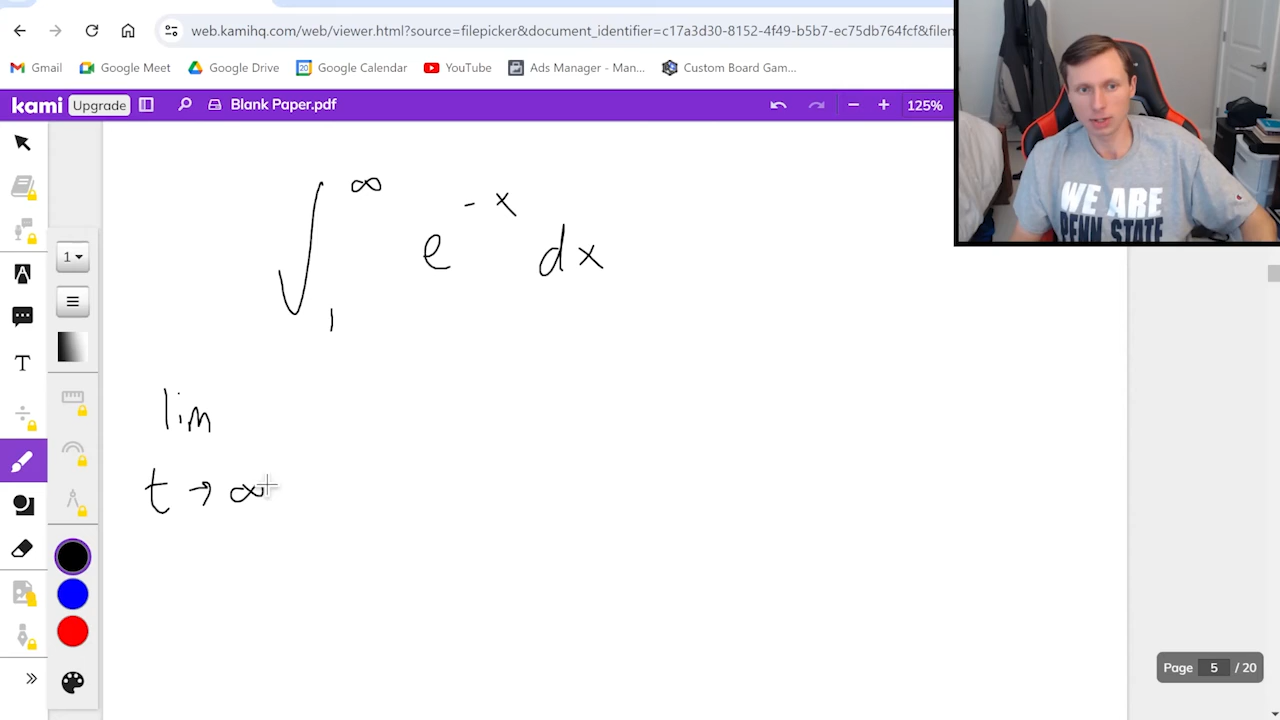 web.kamihq.com/web/viewer.html?source=filepicker&document_identifier=c17a3d30-8152-4f49-b5b7-ec75db764fcf&filen
Gmail Google Meet Google Drive 20 Google Calendar YouTube Ads Manager - Man... Custom Board Gam...
kami Upgrade Blank Paper.pdf 125%
WE ARE
PENN STATE
1
A
T
∫₁^∞ e^{-x} dx
lim
t → ∞
Page 5 / 20